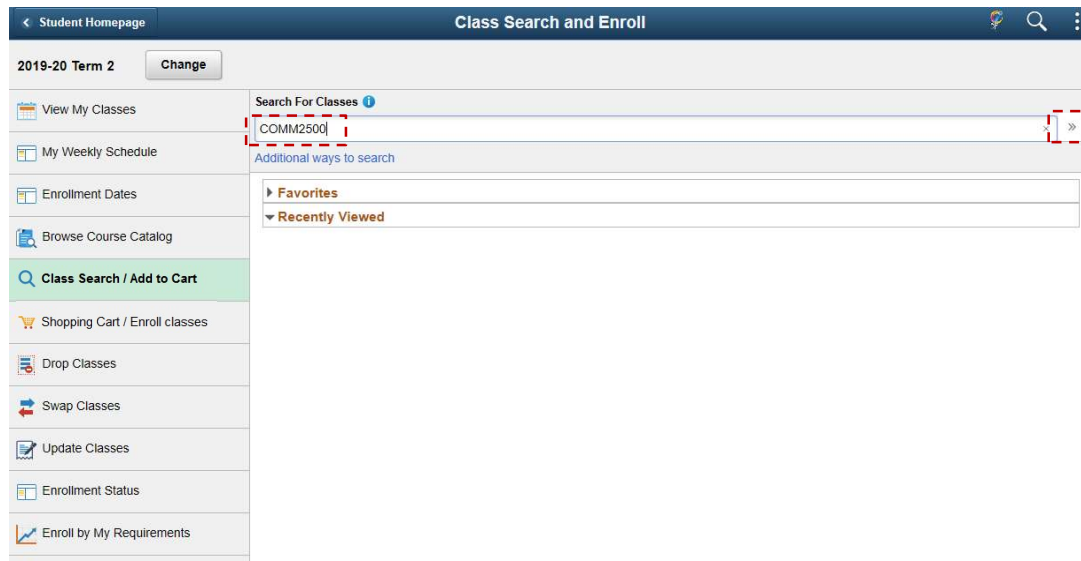 Student Homepage
Class Search and Enroll
2019-20 Term 2
Change
View My Classes
My Weekly Schedule
Enrollment Dates
Browse Course Catalog
Class Search / Add to Cart
Shopping Cart / Enroll classes
Drop Classes
Swap Classes
Update Classes
Enrollment Status
Enroll by My Requirements
Search For Classes
COMM2500
Additional ways to search
Favorites
Recently Viewed